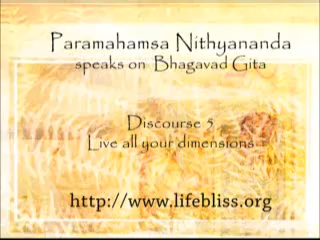 Paramahamsa Nithyananda
speaks on Bhagavad Gita
Discourse 5
Live all your dimensions
http://www.lifebliss.org